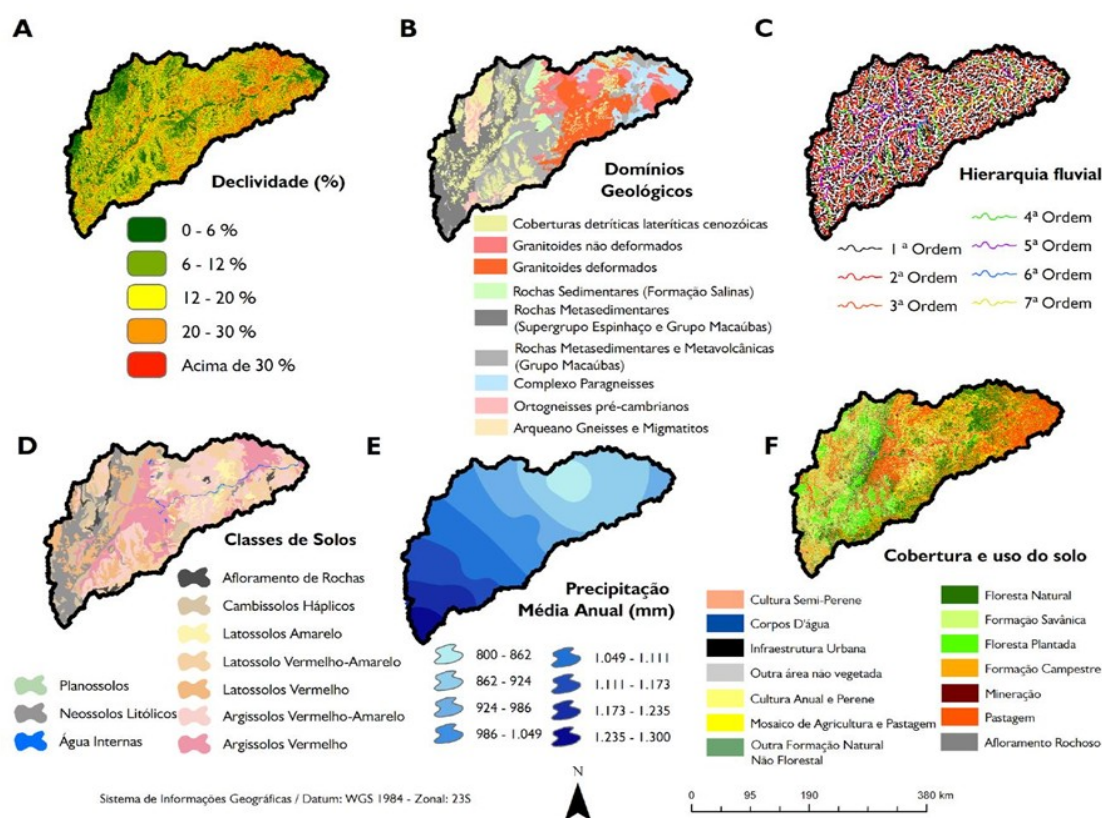 A
Declividade (%)
0 - 6 %
6 - 12 %
12 - 20 %
20 - 30 %
Acima de 30 %
B
Domínios
Geológicos
Coberturas detríticas lateríticas cenozóicas
Granitoides não deformados
Granitoides deformados
Rochas Sedimentares (Formação Salinas)
Rochas Metasedimentares
(Supergrupo Espinhaço e Grupo Macaúbas)
Rochas Metasedimentares e Metavolcânicas
(Grupo Macaúbas)
Complexo Paragneisses
Ortogneisses pré-cambrianos
Arqueano Gneisses e Migmatitos
C
Hierarquia fluvial
1ª Ordem
2ª Ordem
3ª Ordem
4ª Ordem
5ª Ordem
6ª Ordem
7ª Ordem
D
Classes de Solos
Afloramento de Rochas
Cambissolos Háplicos
Latossolos Amarelo
Latossolo Vermelho-Amarelo
Latossolos Vermelho
Argissolos Vermelho-Amarelo
Argissolos Vermelho
Planossolos
Neossolos Litólicos
Água Internas
E
Precipitação
Média Anual (mm)
800 - 862
862 - 924
924 - 986
986 - 1.049
1.049 - 1.111
1.111 - 1.173
1.173 - 1.235
1.235 - 1.300
F
Cobertura e uso do solo
Cultura Semi-Perene
Corpos D'água
Infraestrutura Urbana
Outra área não vegetada
Cultura Anual e Perene
Mosaico de Agricultura e Pastagem
Outra Formação Natural
Não Florestal
Floresta Natural
Formação Savânica
Floresta Plantada
Formação Campestre
Mineração
Pastagem
Afloramento Rochoso
Sistema de Informações Geográficas / Datum: WGS 1984 - Zonal: 23S
N
0 95 190 380 km